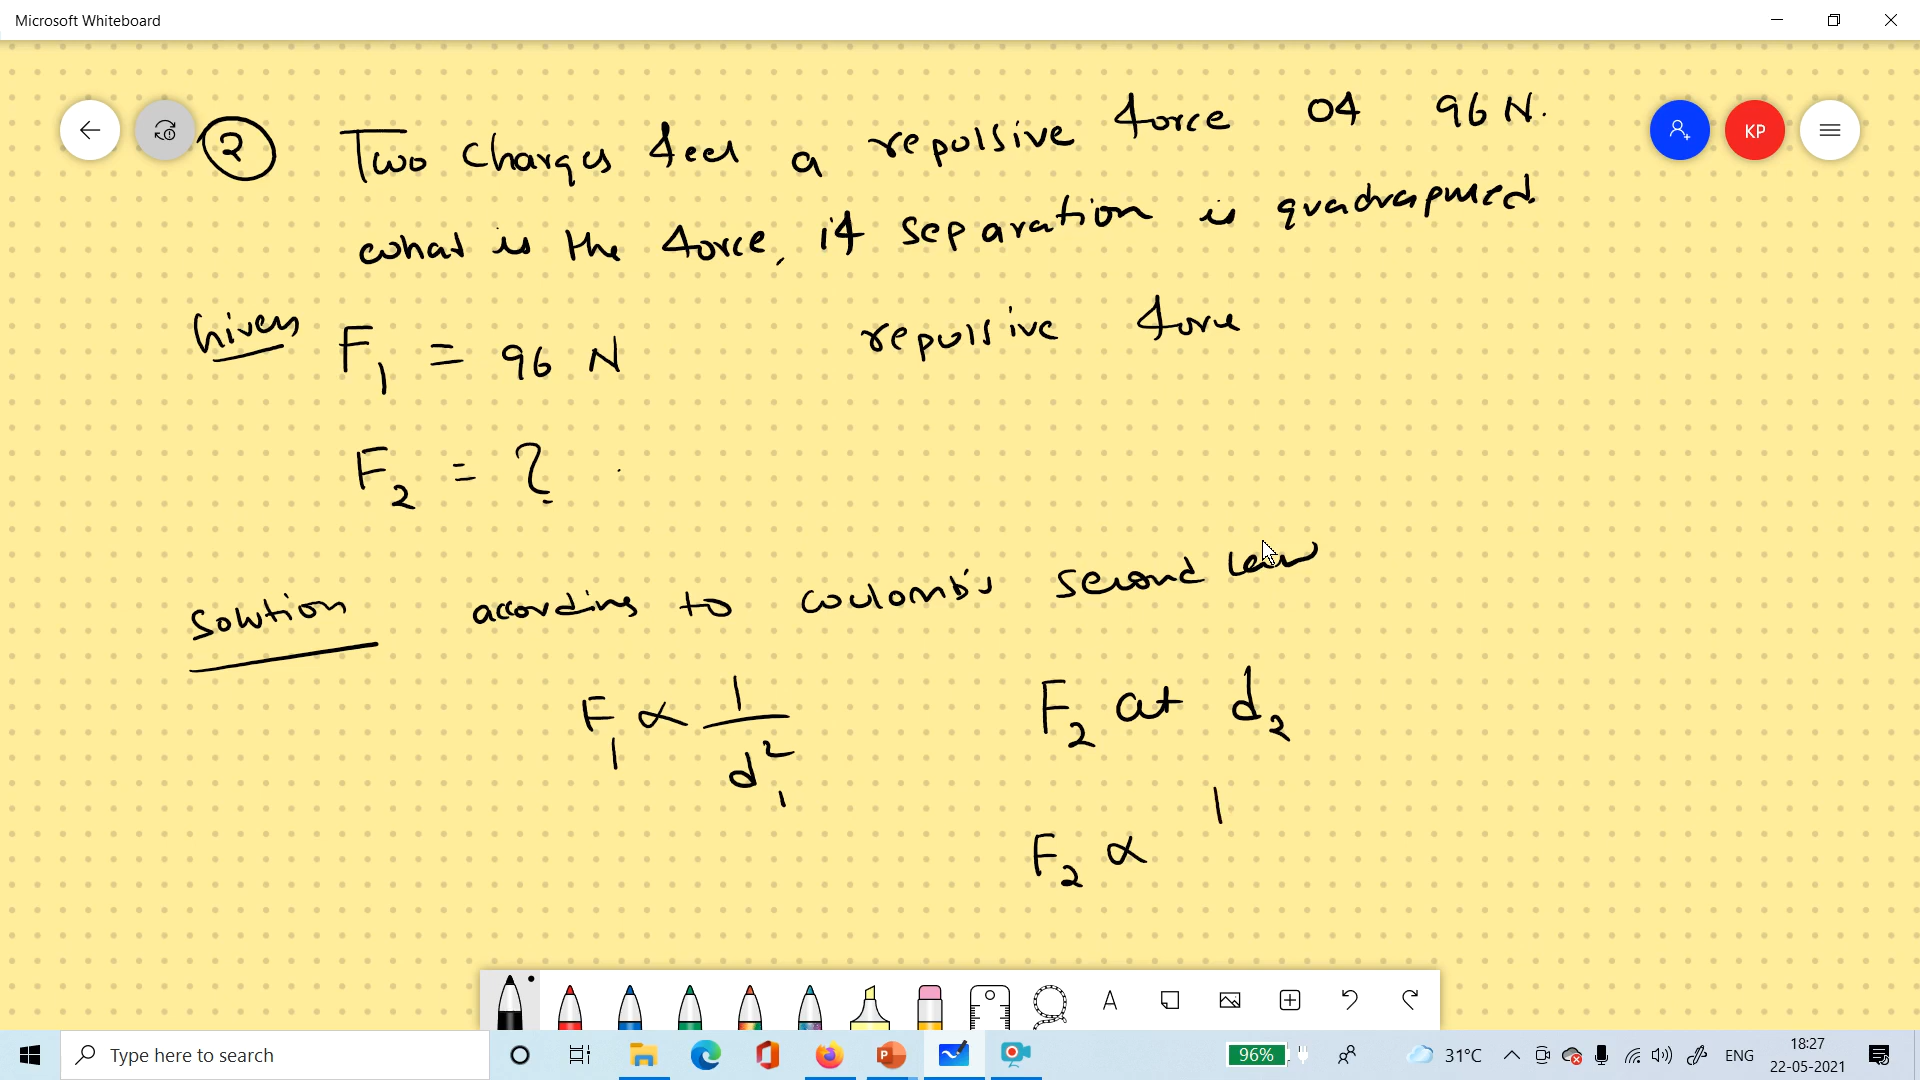 Microsoft Whiteboard
② Two charges feel a repulsive force of 96 N.
what is the force, if separation is quadrapuled
Given F₁ = 96 N repulsive force
F₂ = ?
Solution according to coulomb's second law
F₁ ∝ 1/d₁² F₂ at d₂
F₂ ∝ 1
KP
A
Type here to search
96%
31°C
ENG
18:27
22-05-2021